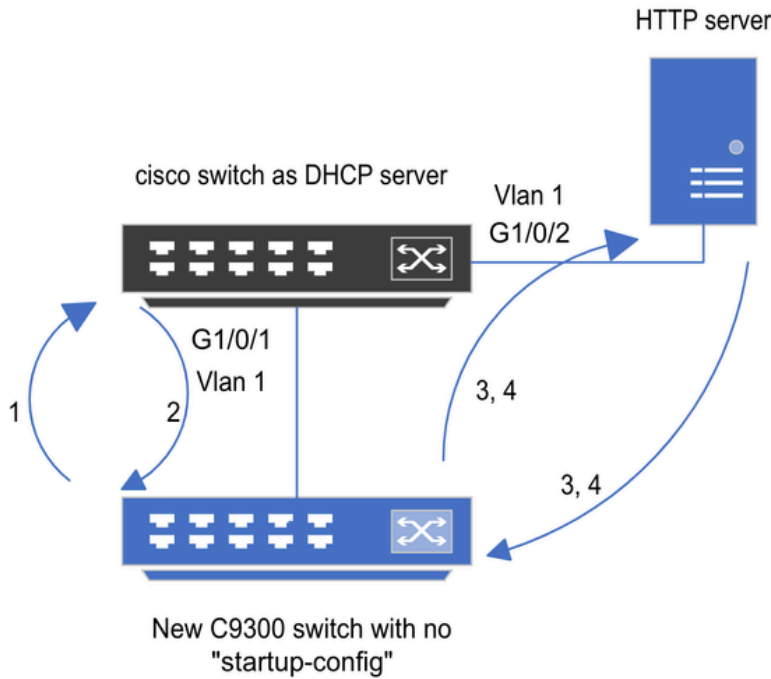 HTTP server
cisco switch as DHCP server
Vlan 1
G1/0/2
G1/0/1
Vlan 1
1
2
3, 4
3, 4
New C9300 switch with no
"startup-config"